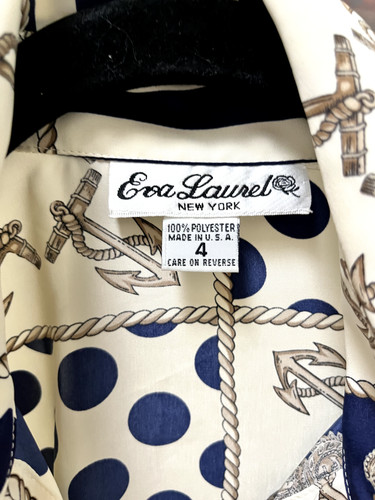 Eva Laurel
NEW YORK
100% POLYESTER
MADE IN U.S.A.
4
CARE ON REVERSE